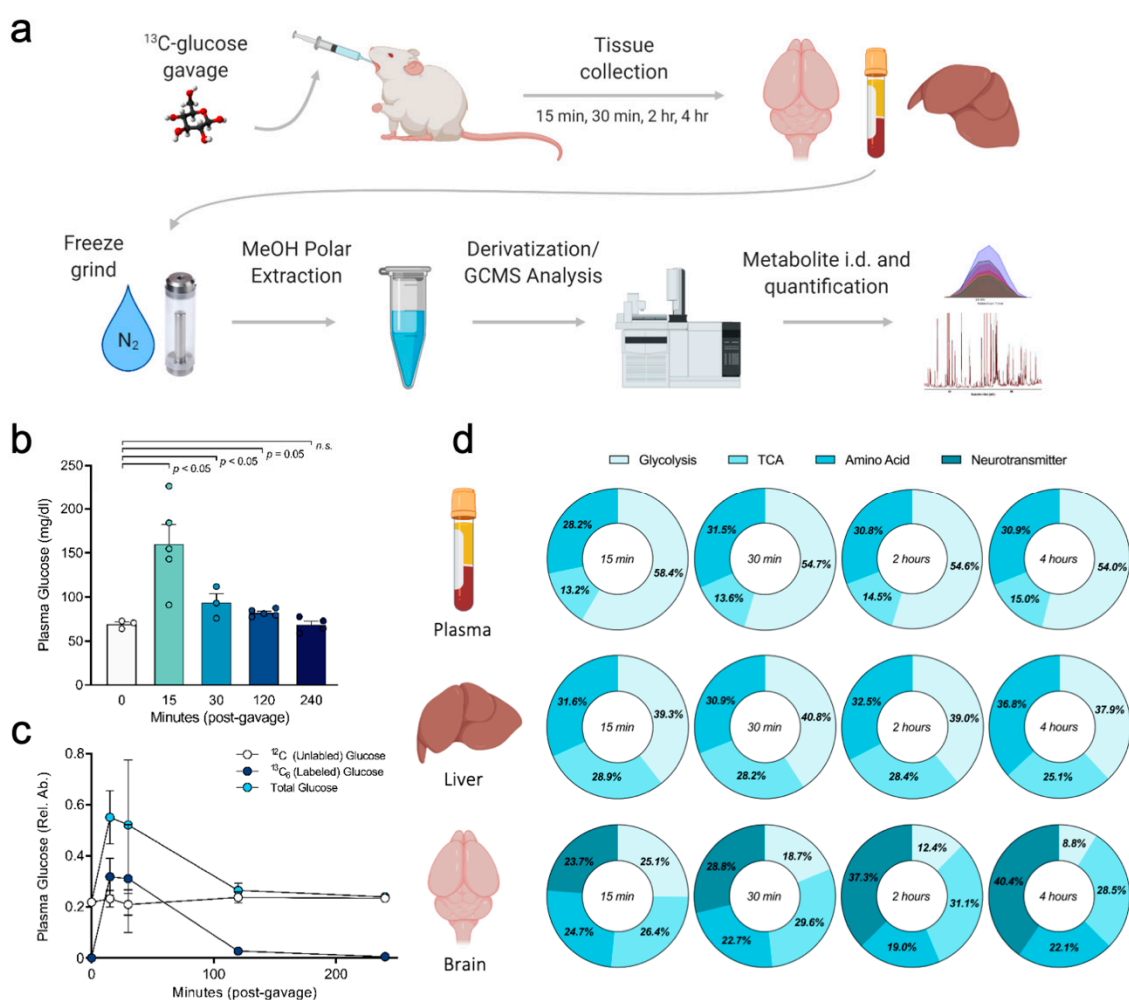 a
¹³C-glucose
gavage
Tissue
collection
15 min, 30 min, 2 hr, 4 hr
Freeze
grind
N₂
MeOH Polar
Extraction
Derivatization/
GCMS Analysis
Metabolite i.d. and
quantification
b
n.s.
p = 0.05
p < 0.05
p < 0.05
Plasma Glucose (mg/dl)
250
200
150
100
50
0
0 15 30 120 240
Minutes (post-gavage)
c
¹²C (Unlabled) Glucose
¹³C₆ (Labeled) Glucose
Total Glucose
Plasma Glucose (Rel. Ab.)
0.8
0.6
0.4
0.2
0.0
0 100 200
Minutes (post-gavage)
d
Glycolysis TCA Amino Acid Neurotransmitter
Plasma
28.2% 15 min 58.4% 13.2%
31.5% 30 min 54.7% 13.6%
30.8% 2 hours 54.6% 14.5%
30.9% 4 hours 54.0% 15.0%
Liver
31.6% 15 min 39.3% 28.9%
30.9% 30 min 40.8% 28.2%
32.5% 2 hours 39.0% 28.4%
36.8% 4 hours 37.9% 25.1%
Brain
23.7% 25.1% 15 min 24.7% 26.4%
28.8% 18.7% 30 min 22.7% 29.6%
37.3% 12.4% 2 hours 19.0% 31.1%
40.4% 8.8% 4 hours 22.1% 28.5%